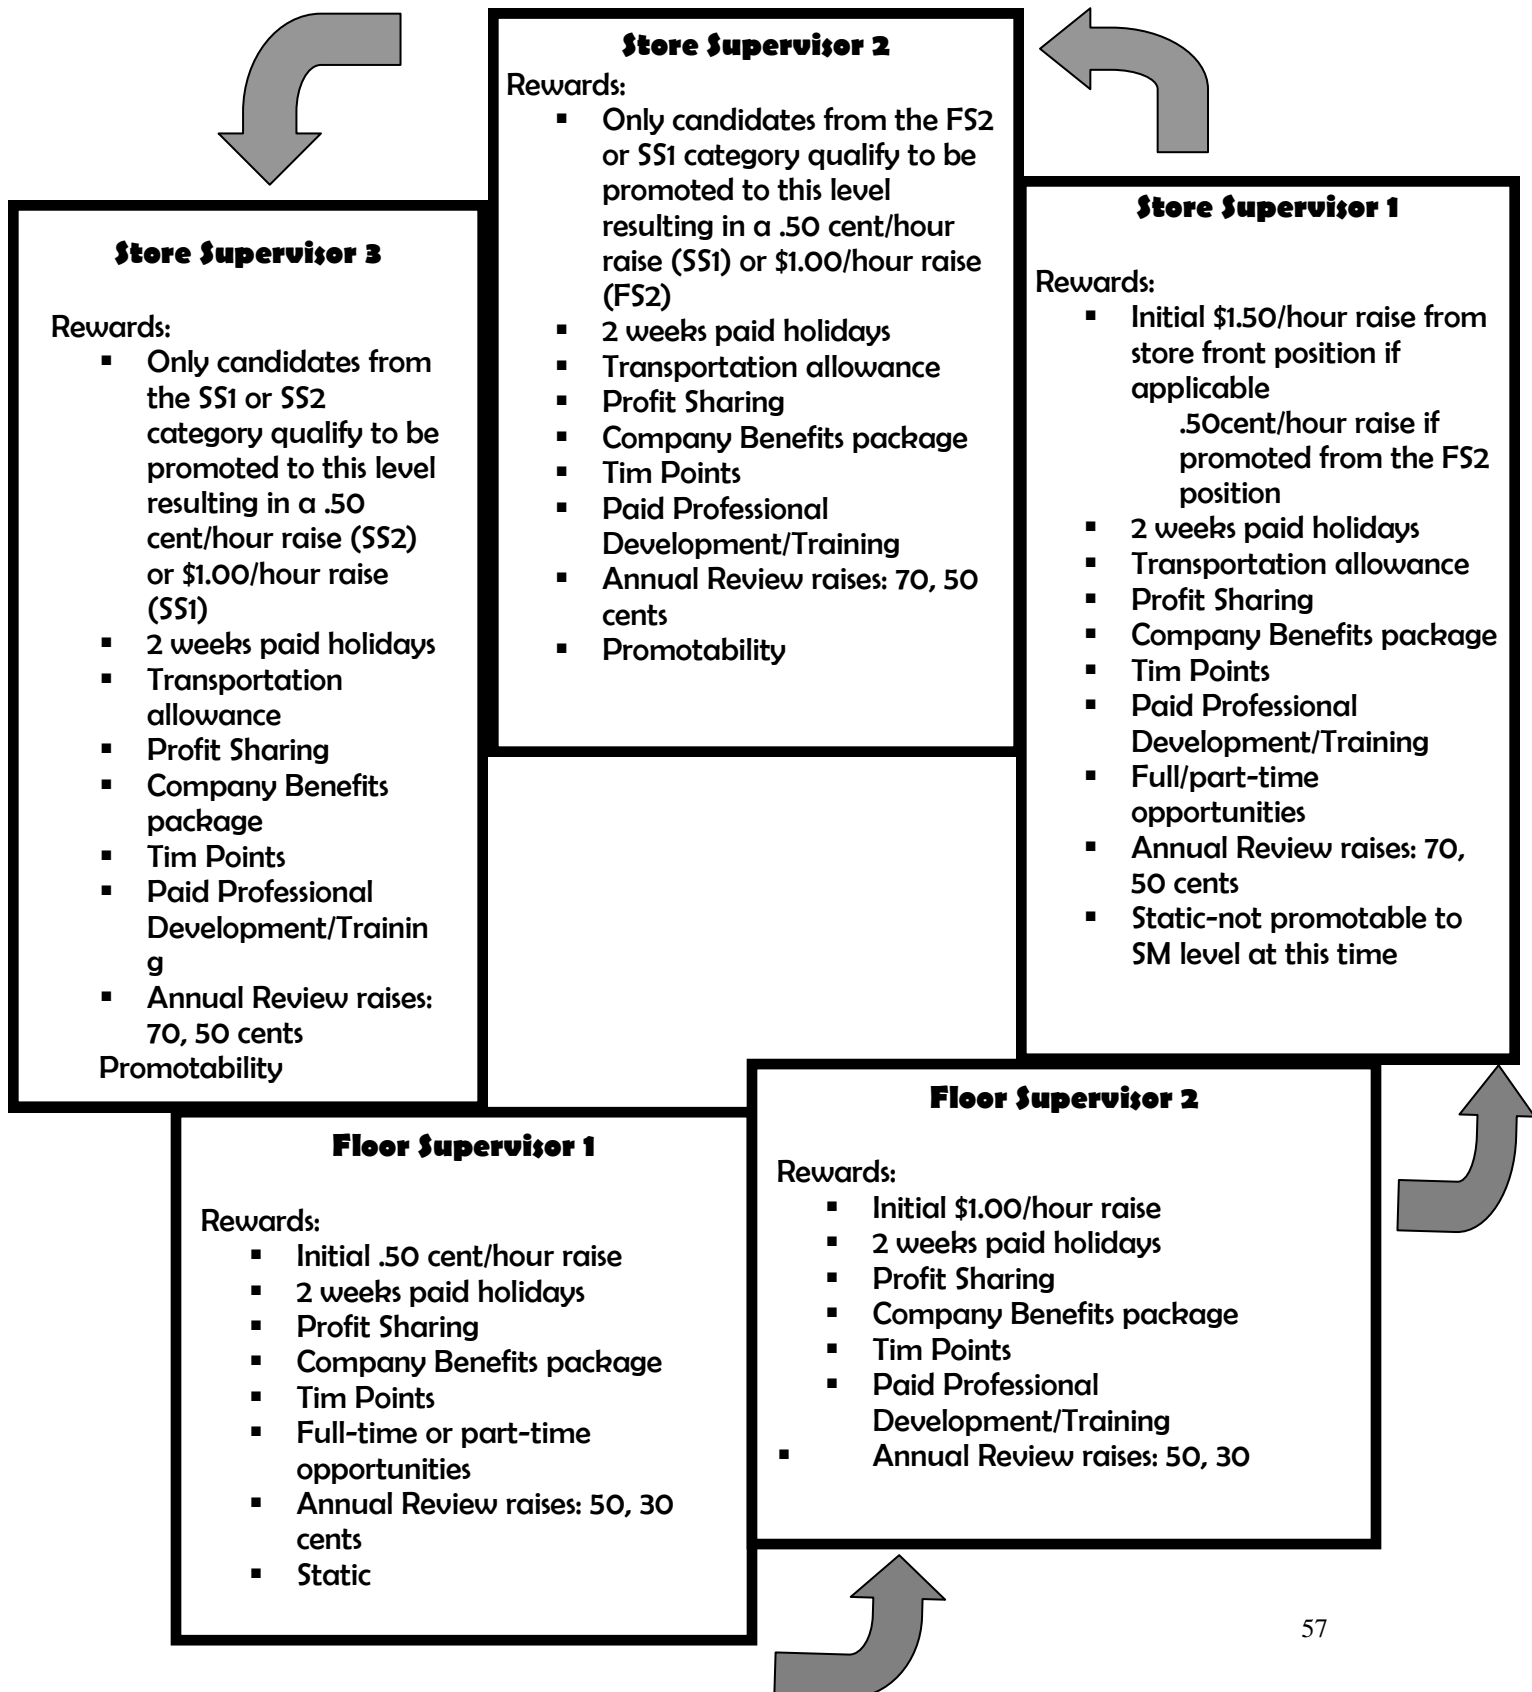 Store Supervisor 2
Rewards:
▪ Only candidates from the FS2
or SS1 category qualify to be
promoted to this level
resulting in a .50 cent/hour
raise (SS1) or $1.00/hour raise
(FS2)
▪ 2 weeks paid holidays
▪ Transportation allowance
▪ Profit Sharing
▪ Company Benefits package
▪ Tim Points
▪ Paid Professional
Development/Training
▪ Annual Review raises: 70, 50
cents
▪ Promotability
Store Supervisor 1
Rewards:
▪ Initial $1.50/hour raise from
store front position if
applicable
.50cent/hour raise if
promoted from the FS2
position
▪ 2 weeks paid holidays
▪ Transportation allowance
▪ Profit Sharing
▪ Company Benefits package
▪ Tim Points
▪ Paid Professional
Development/Training
▪ Full/part-time
opportunities
▪ Annual Review raises: 70,
50 cents
▪ Static-not promotable to
SM level at this time
Store Supervisor 3
Rewards:
▪ Only candidates from
the SS1 or SS2
category qualify to be
promoted to this level
resulting in a .50
cent/hour raise (SS2)
or $1.00/hour raise
(SS1)
▪ 2 weeks paid holidays
▪ Transportation
allowance
▪ Profit Sharing
▪ Company Benefits
package
▪ Tim Points
▪ Paid Professional
Development/Trainin
g
▪ Annual Review raises:
70, 50 cents
Promotability
Floor Supervisor 2
Rewards:
▪ Initial $1.00/hour raise
▪ 2 weeks paid holidays
▪ Profit Sharing
▪ Company Benefits package
▪ Tim Points
▪ Paid Professional
Development/Training
▪ Annual Review raises: 50, 30
Floor Supervisor 1
Rewards:
▪ Initial .50 cent/hour raise
▪ 2 weeks paid holidays
▪ Profit Sharing
▪ Company Benefits package
▪ Tim Points
▪ Full-time or part-time
opportunities
▪ Annual Review raises: 50, 30
cents
▪ Static
57